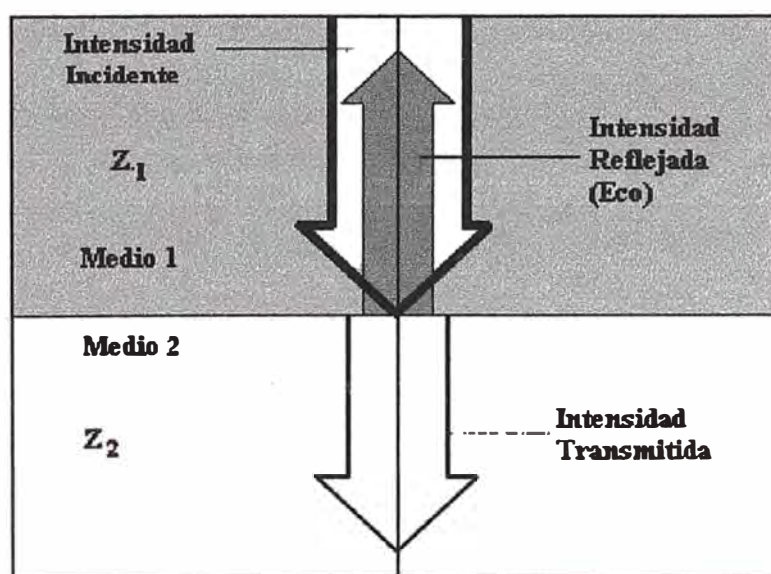 Intensidad
Incidente
Z1
Intensidad
Reflejada
(Eco)
Medio 1
Medio 2
Z2
Intensidad
Transmitida